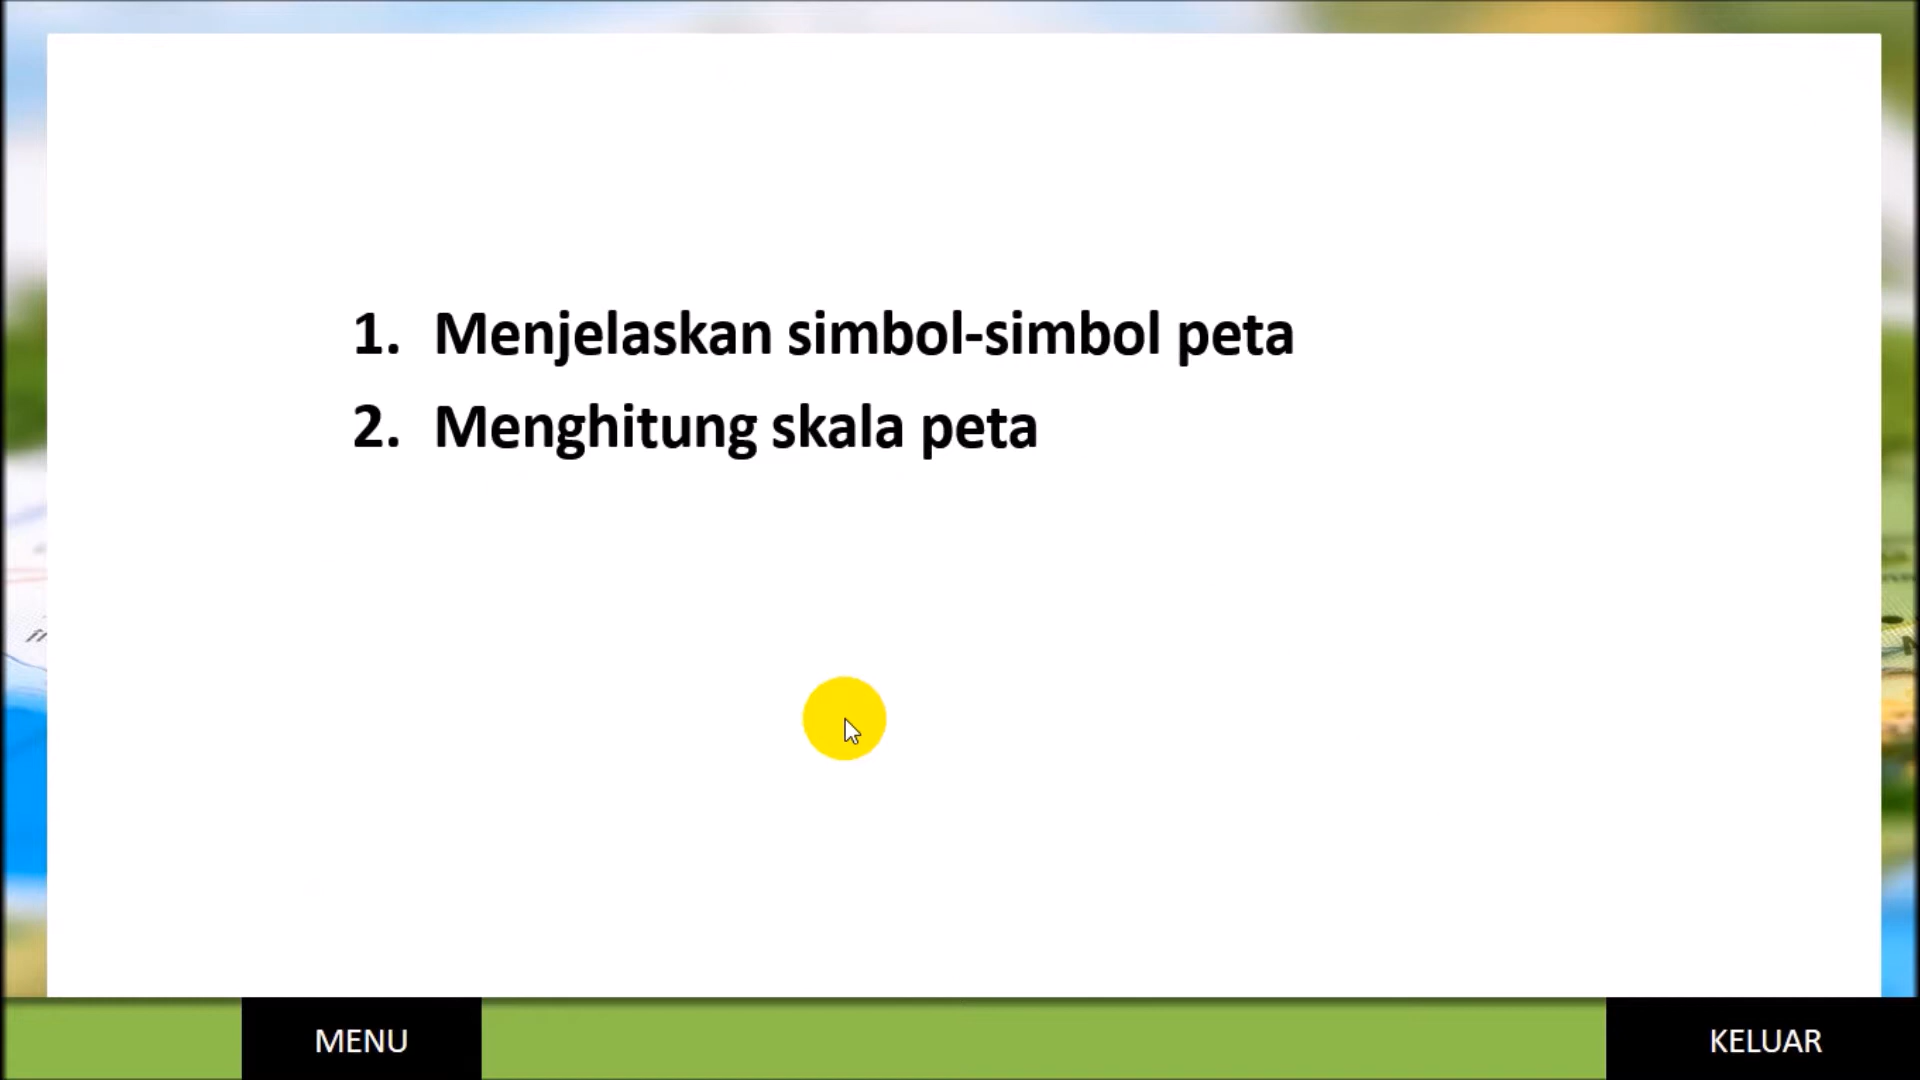 1. Menjelaskan simbol-simbol peta
2. Menghitung skala peta
MENU
KELUAR